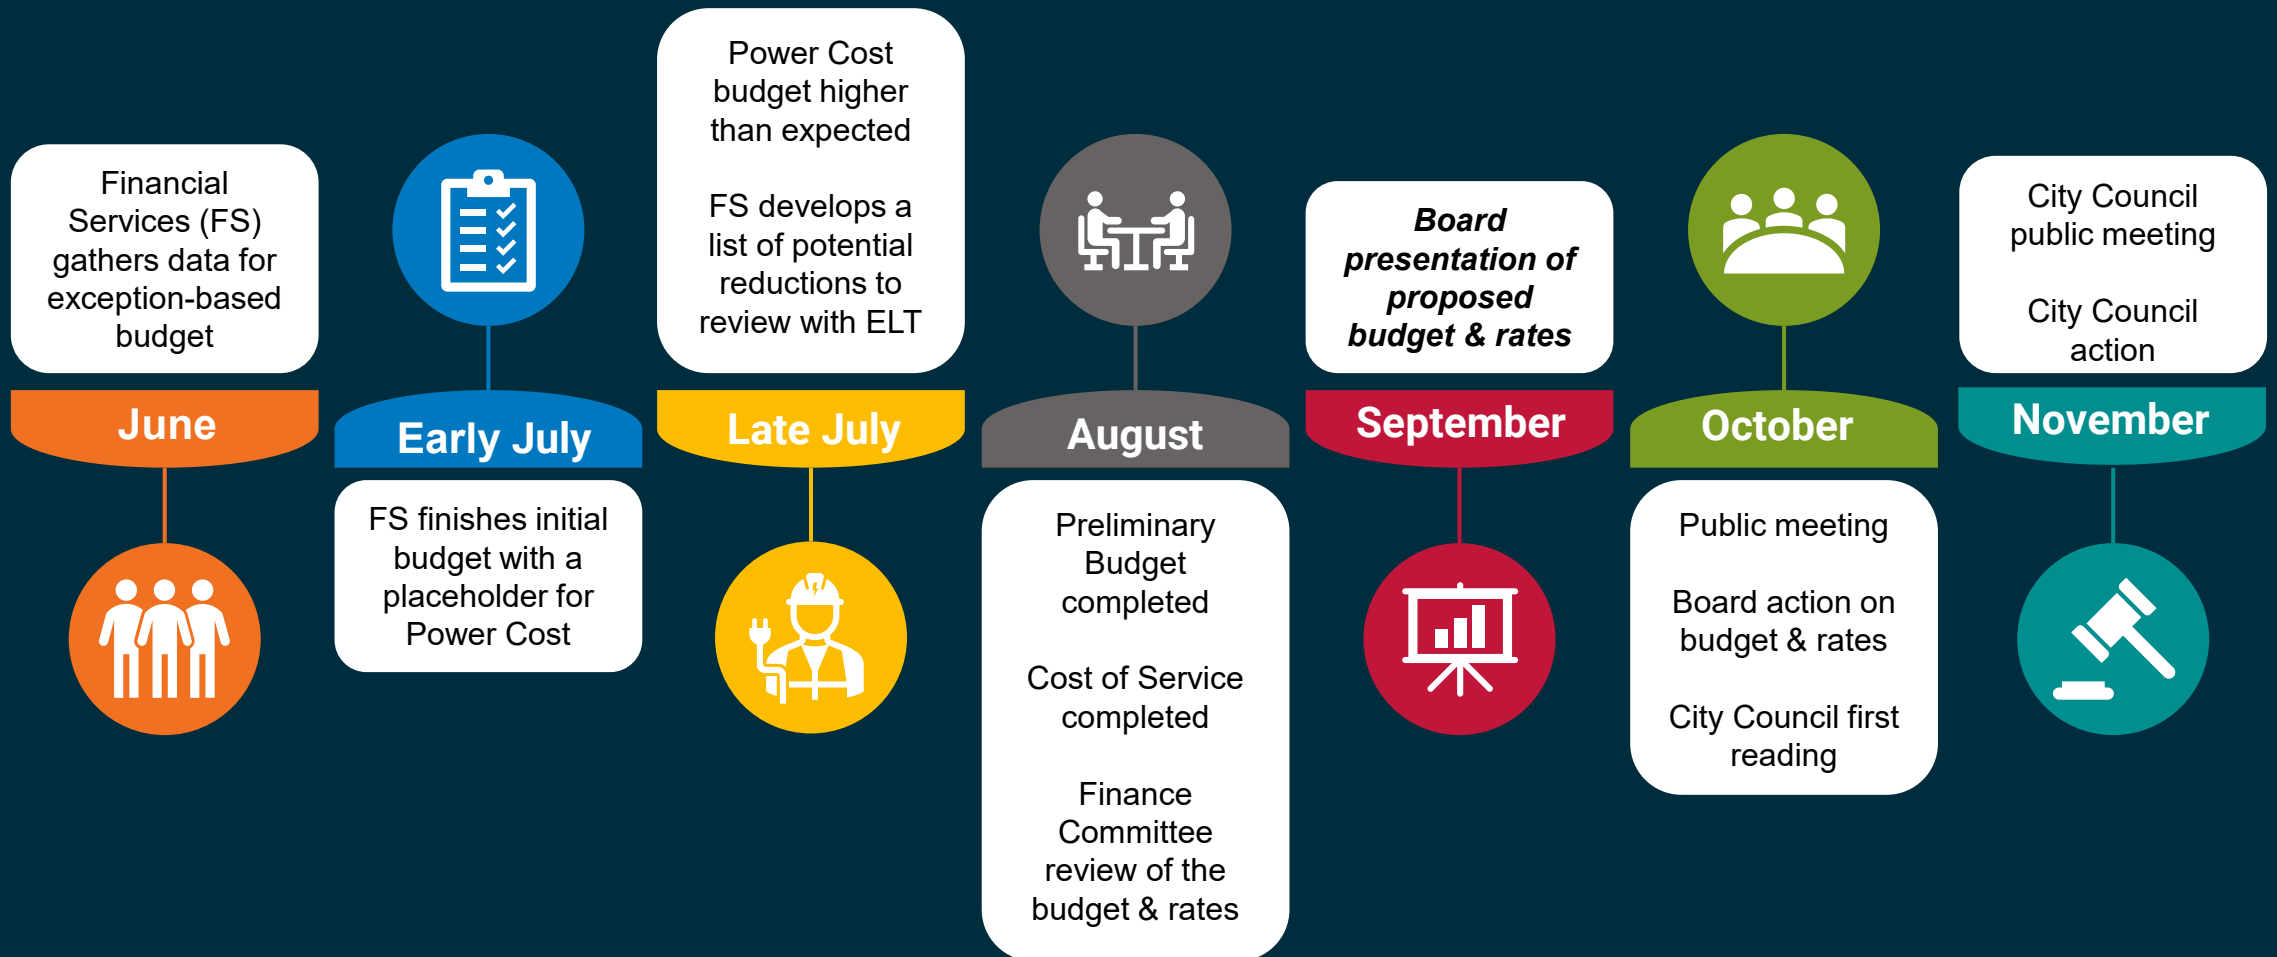 Financial
Services (FS)
gathers data for
exception-based
budget
June
Early July
FS finishes initial
budget with a
placeholder for
Power Cost
Power Cost
budget higher
than expected
FS develops a
list of potential
reductions to
review with ELT
Late July
August
Preliminary
Budget
completed
Cost of Service
completed
Finance
Committee
review of the
budget & rates
Board
presentation of
proposed
budget & rates
September
October
Public meeting
Board action on
budget & rates
City Council first
reading
City Council
public meeting
City Council
action
November